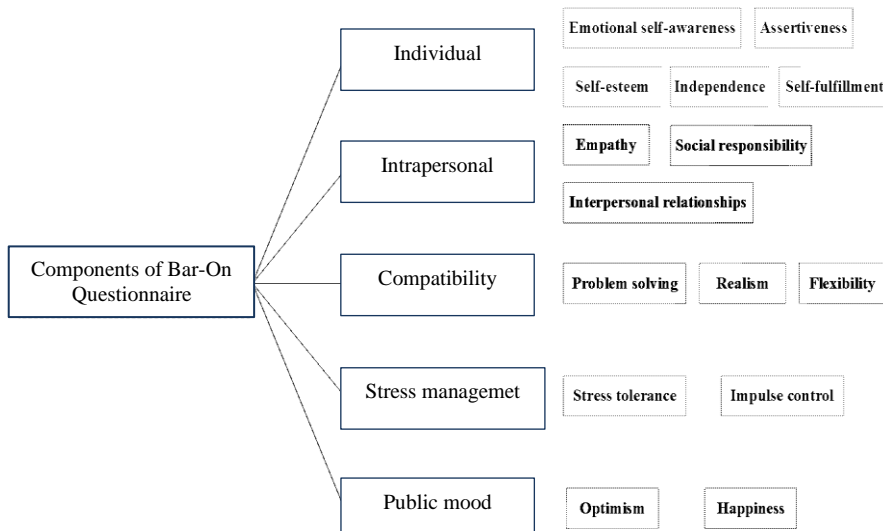 Emotional self-awareness
Assertiveness
Individual
Self-esteem
Independence
Self-fulfillment
Empathy
Social responsibility
Intrapersonal
Interpersonal relationships
Components of Bar-On
Questionnaire
Compatibility
Problem solving
Realism
Flexibility
Stress managemet
Stress tolerance
Impulse control
Public mood
Optimism
Happiness